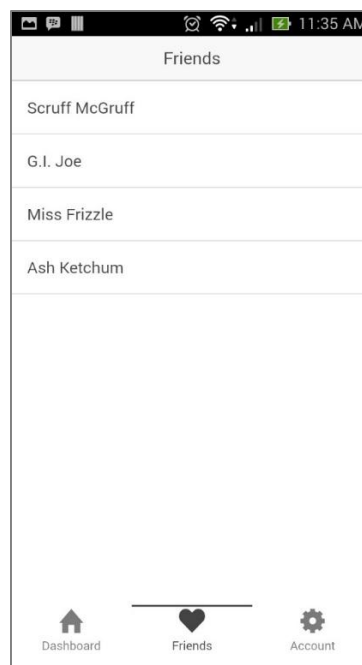 11:35 AM
Friends
Scruff McGruff
G.I. Joe
Miss Frizzle
Ash Ketchum
Dashboard Friends Account